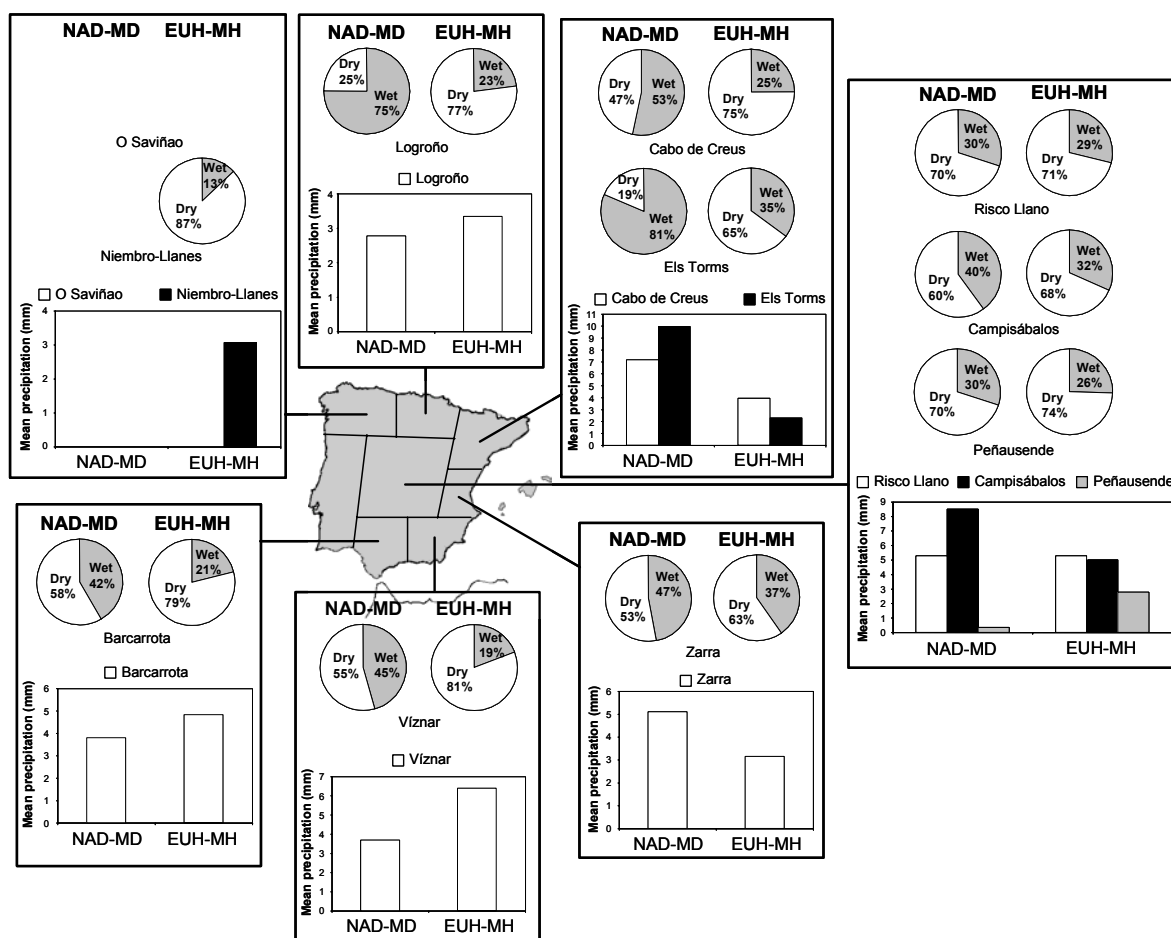 NAD-MD EUH-MH
O Saviñao
Wet
13%
Dry
87%
Niembro-Llanes
O Saviñao Niembro-Llanes
Mean precipitation (mm)
4
3
2
1
0
NAD-MD EUH-MH
NAD-MD EUH-MH
Dry
25%
Wet
75%
Wet
23%
Dry
77%
Logroño
Logroño
Mean precipitation (mm)
4
3
2
1
0
NAD-MD EUH-MH
NAD-MD EUH-MH
Dry
47%
Wet
53%
Wet
25%
Dry
75%
Cabo de Creus
Dry
19%
Wet
81%
Wet
35%
Dry
65%
Els Torms
Cabo de Creus Els Torms
Mean precipitation (mm)
10
9
8
7
6
5
4
3
2
1
0
NAD-MD EUH-MH
NAD-MD EUH-MH
Wet
30%
Dry
70%
Wet
29%
Dry
71%
Risco Llano
Wet
40%
Dry
60%
Wet
32%
Dry
68%
Campisábalos
Wet
30%
Dry
70%
Wet
26%
Dry
74%
Peñausende
Risco Llano Campisábalos Peñausende
Mean precipitation (mm)
9
8
7
6
5
4
3
2
1
0
NAD-MD EUH-MH
NAD-MD EUH-MH
Dry
58%
Wet
42%
Wet
21%
Dry
79%
Barcarrota
Barcarrota
Mean precipitation (mm)
6
5
4
3
2
1
0
NAD-MD EUH-MH
NAD-MD EUH-MH
Dry
55%
Wet
45%
Wet
19%
Dry
81%
Víznar
Víznar
Mean precipitation (mm)
7
6
5
4
3
2
1
0
NAD-MD EUH-MH
NAD-MD EUH-MH
Dry
53%
Wet
47%
Wet
37%
Dry
63%
Zarra
Zarra
Mean precipitation (mm)
6
5
4
3
2
1
0
NAD-MD EUH-MH